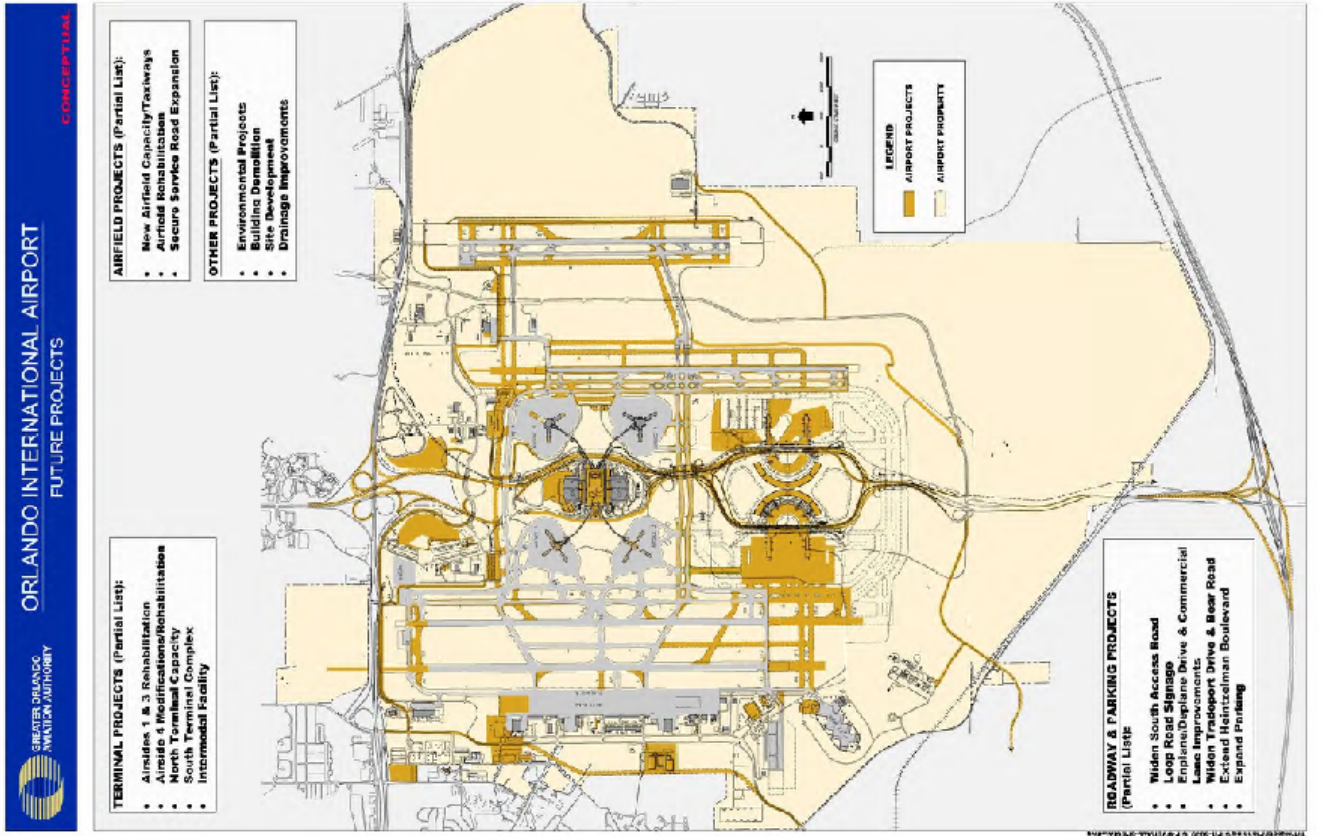 GREATER ORLANDO
AVIATION AUTHORITY
ORLANDO INTERNATIONAL AIRPORT
FUTURE PROJECTS
CONCEPTUAL
TERMINAL PROJECTS (Partial List):
• Airsides 1 & 3 Rehabilitation
• Airside 4 Modifications/Rehabilitation
• North Terminal Capacity
• South Terminal Complex
• Intermodal Facility
AIRFIELD PROJECTS (Partial List):
• New Airfield Capacity/Taxiways
• Airfield Rehabilitation
• Secure Service Road Expansion
OTHER PROJECTS (Partial List):
• Environmental Projects
• Building Demolition
• Site Development
• Drainage Improvements
LEGEND
AIRPORT PROJECTS
AIRPORT PROPERTY
ROADWAY & PARKING PROJECTS
(Partial List):
• Widen South Access Road
• Loop Road Signage
• Enplane/Deplane Drive & Commercial
Lane Improvements
• Widen Tradeport Drive & Bear Road
• Extend Heintzelman Boulevard
• Expand Parking